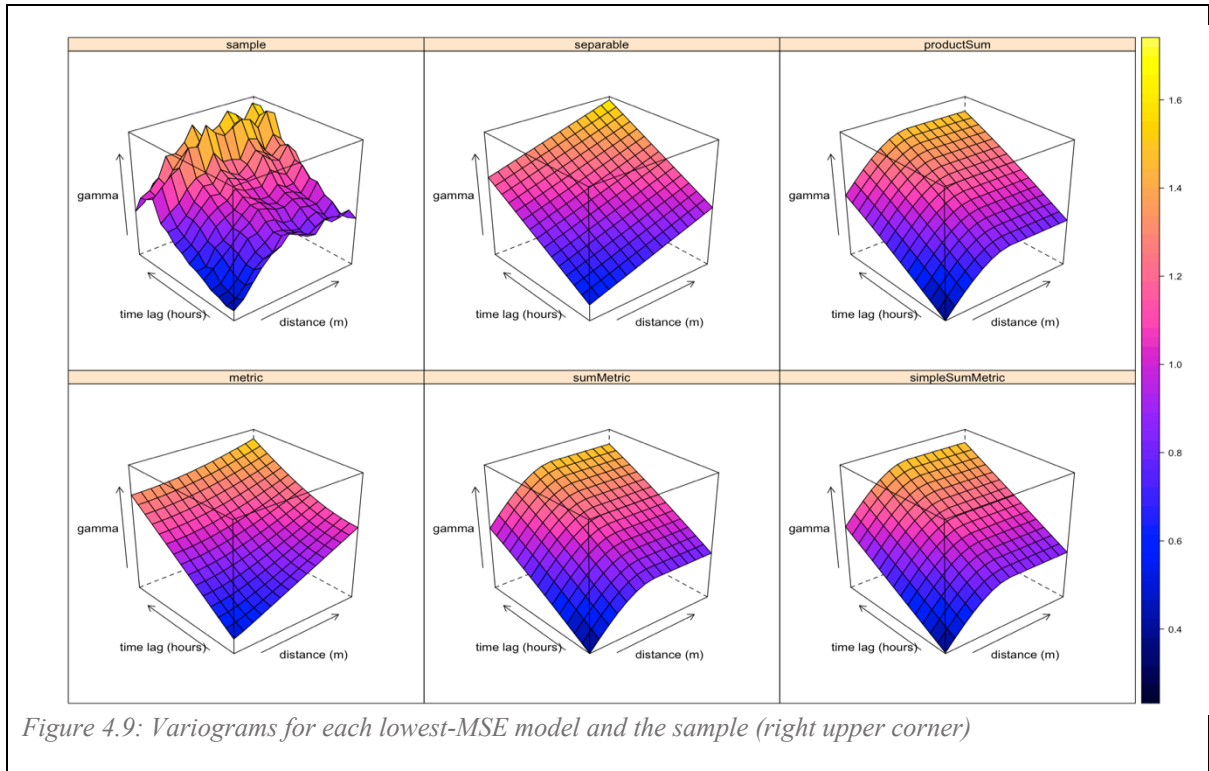 sample
separable
productSum
gamma
time lag (hours)
distance (m)
gamma
time lag (hours)
distance (m)
gamma
time lag (hours)
distance (m)
metric
sumMetric
simpleSumMetric
gamma
time lag (hours)
distance (m)
gamma
time lag (hours)
distance (m)
gamma
time lag (hours)
distance (m)
1.6
1.4
1.2
1.0
0.8
0.6
0.4
Figure 4.9: Variograms for each lowest-MSE model and the sample (right upper corner)